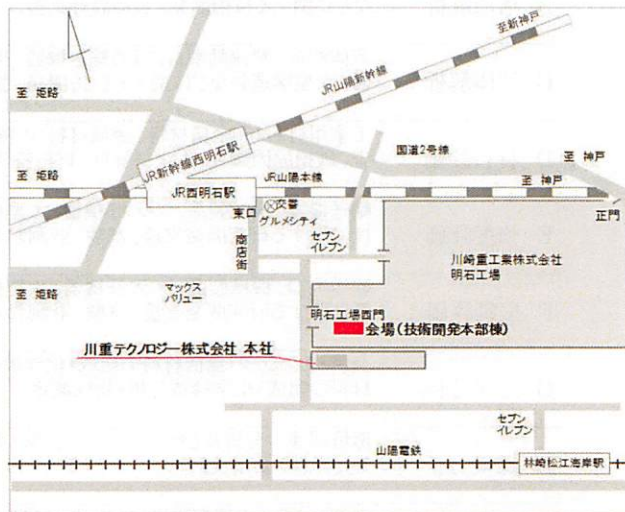 至新神戸
JR山陽新幹線
至 姫路
国道2号線
至 神戸
JR新幹線西明石駅
至 姫路
JR山陽本線
至 神戸
JR西明石駅
正門
東口
交番
グルメシティ
セブン
イレブン
商店街
川崎重工業株式会社
明石工場
マックス
バリュー
至 姫路
明石工場西門
会場(技術開発本部棟)
川重テクノロジー株式会社 本社
セブン
イレブン
山陽電鉄
林崎松江海岸駅